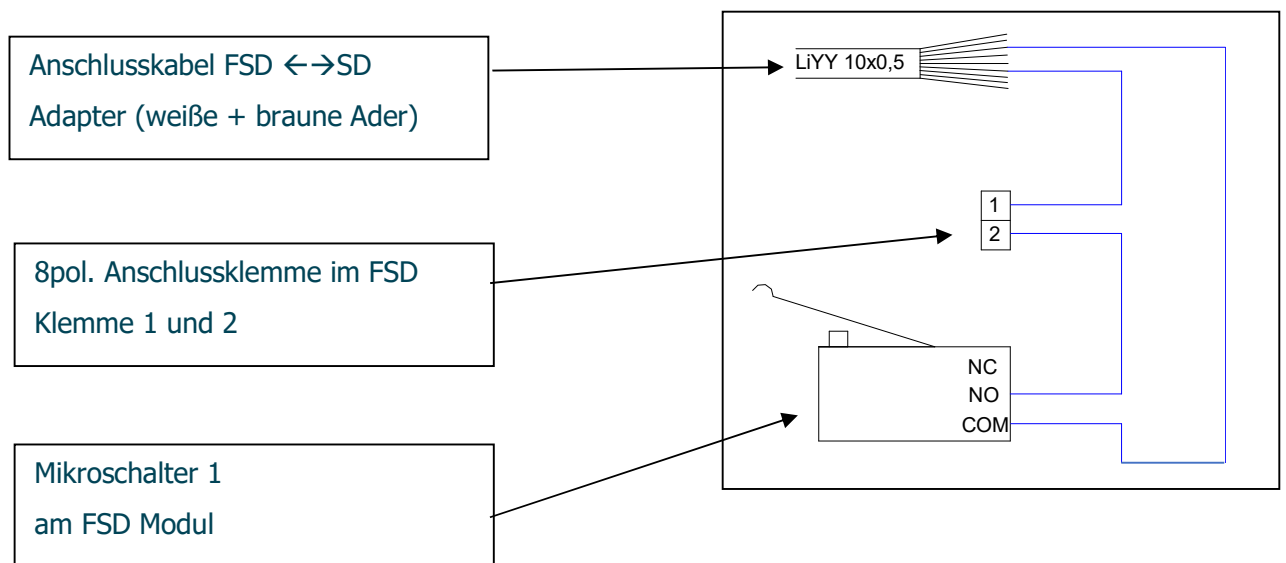 Anschlusskabel FSD ←→SD
Adapter (weiße + braune Ader)
LiYY 10x0,5
8pol. Anschlussklemme im FSD
Klemme 1 und 2
1
2
Mikroschalter 1
am FSD Modul
NC
NO
COM